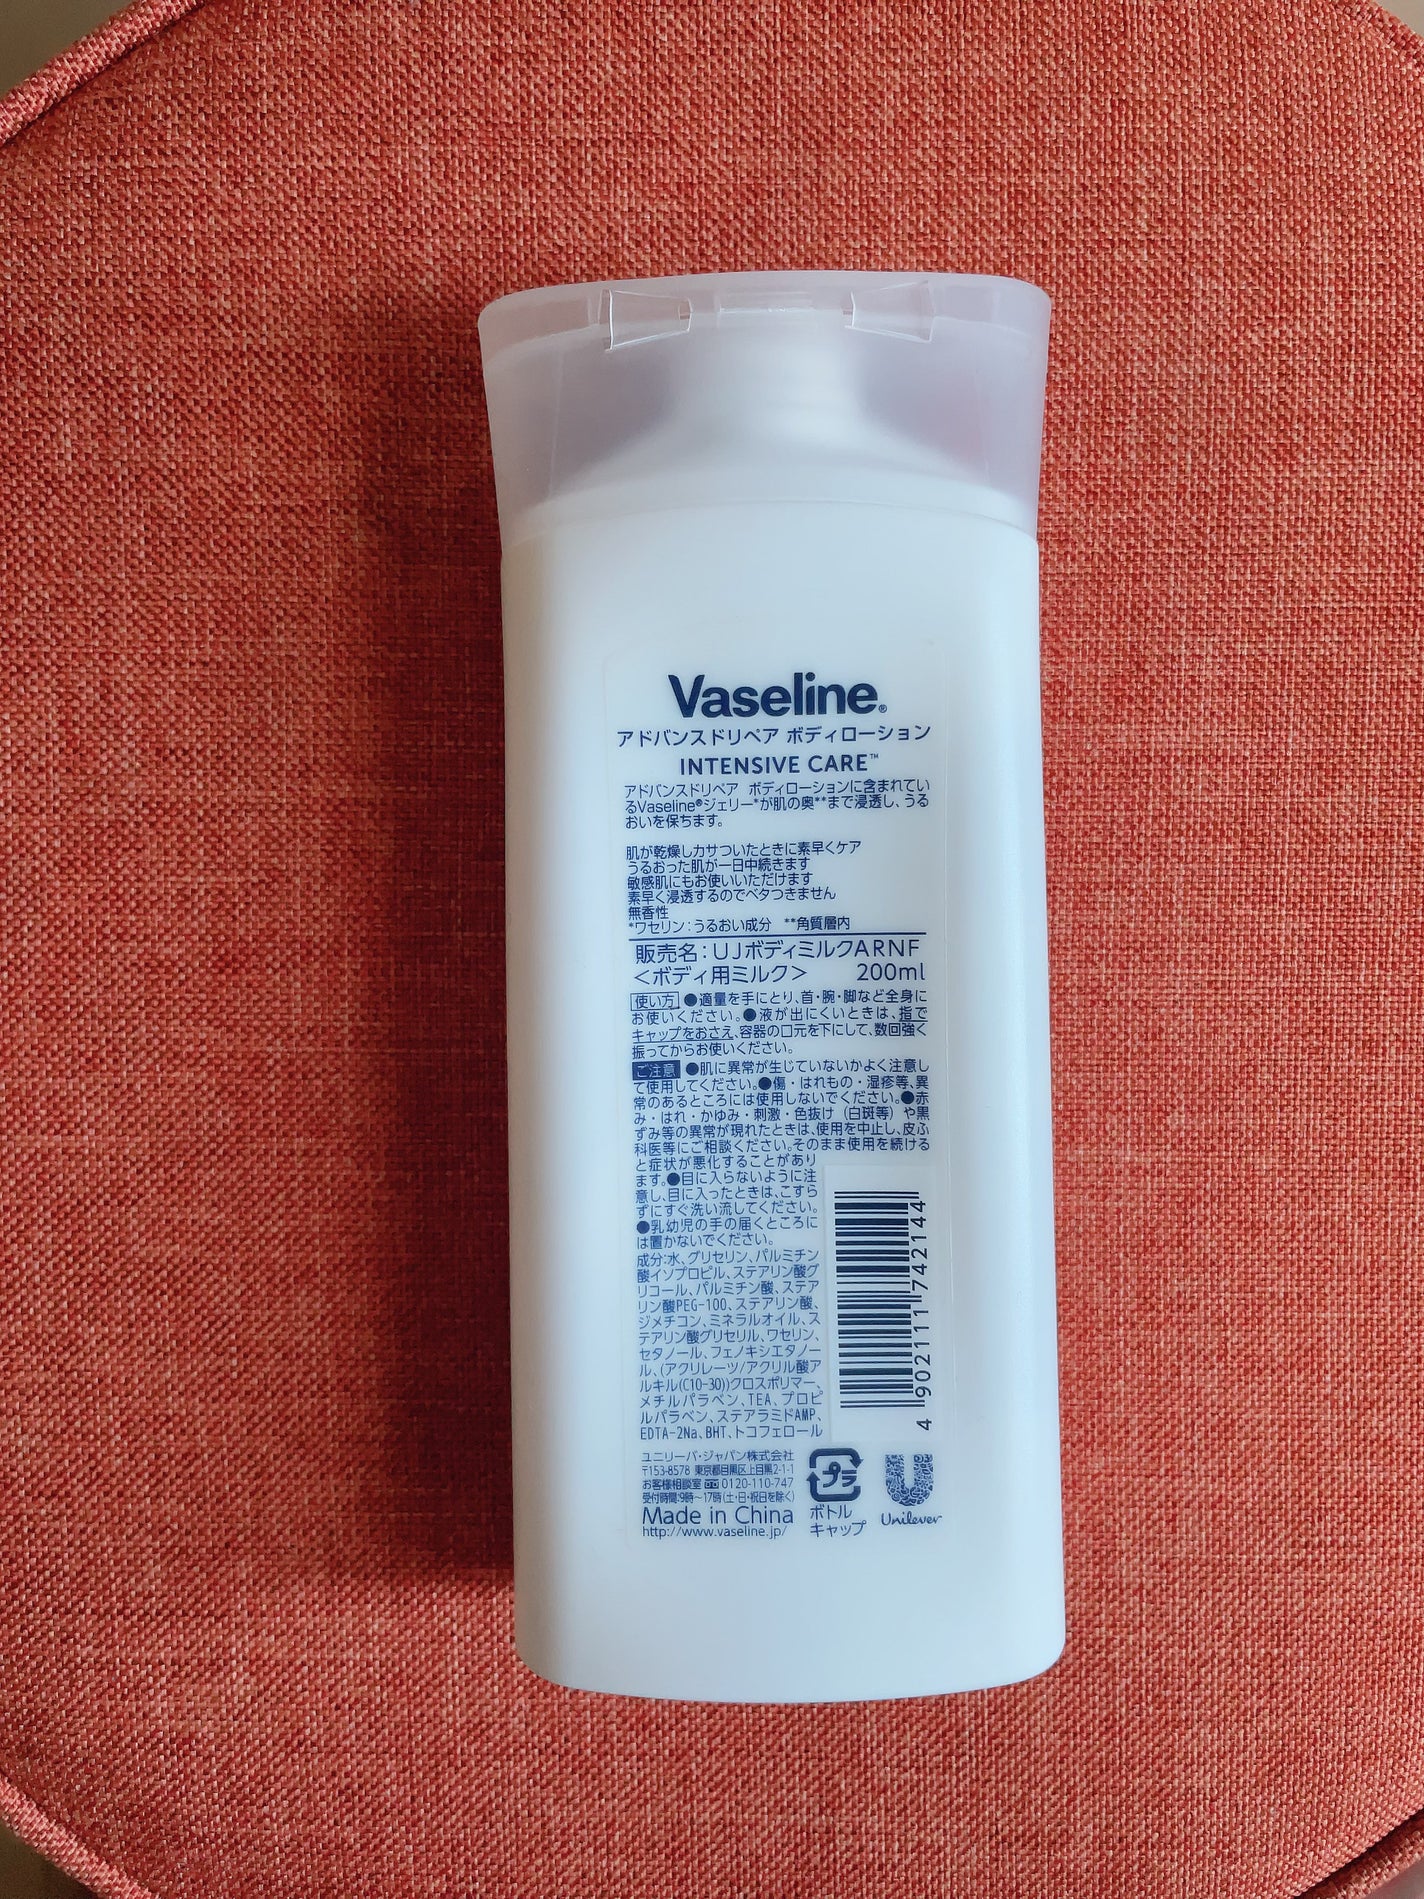 Vaseline®
アドバンスドリペア ボディローション
INTENSIVE CARE™
アドバンスドリペア ボディローションに含まれてい
るVaseline®ジェリー*が肌の奥**まで浸透し、うる
おいを保ちます。
肌が乾燥しカサついたときに素早くケア
うるおった肌が一日中続きます
敏感肌にもお使いいただけます
素早く浸透するのでベタつきません
無香性
*ワセリン：うるおい成分 **角質層内
販売名：UJボディミルクARNF
＜ボディ用ミルク＞ 200ml
使い方 ●適量を手にとり、首・腕・脚など全身に
お使いください。●液が出にくいときは、指で
キャップをおさえ、容器の口元を下にして、数回強く
振ってからお使いください。
ご注意 ●肌に異常が生じていないかよく注意し
て使用してください。●傷・はれもの・湿疹等、異
常のあるところには使用しないでください。●赤
み・はれ・かゆみ・刺激・色抜け（白斑等）や黒
ずみ等の異常が現れたときは、使用を中止し、皮ふ
科医等にご相談ください。そのまま使用を続ける
と症状が悪化することがあり
ます。●目に入らないように注
意し、目に入ったときは、こすら
ずにすぐ洗い流してください。
●乳幼児の手の届くところに
は置かないでください。
成分:水、グリセリン、パルミチン
酸イソプロピル、ステアリン酸グ
リコール、パルミチン酸、ステア
リン酸PEG-100、ステアリン酸、
ジメチコン、ミネラルオイル、ス
テアリン酸グリセリル、ワセリン、
セタノール、フェノキシエタノー
ル、(アクリレーツ/アクリル酸ア
ルキル(C10-30))クロスポリマー、
メチルパラベン、TEA、プロピ
ルパラベン、ステアラミドAMP、
EDTA-2Na、BHT、トコフェロール
4 902111 742144
ユニリーバ・ジャパン株式会社
〒153-8578 東京都目黒区上目黒2-1-1
お客様相談室 0120-110-747
受付時間:9時～17時(土・日・祝日を除く)
Made in China
http://www.vaseline.jp/
プラ
ボトル
キャップ
Unilever